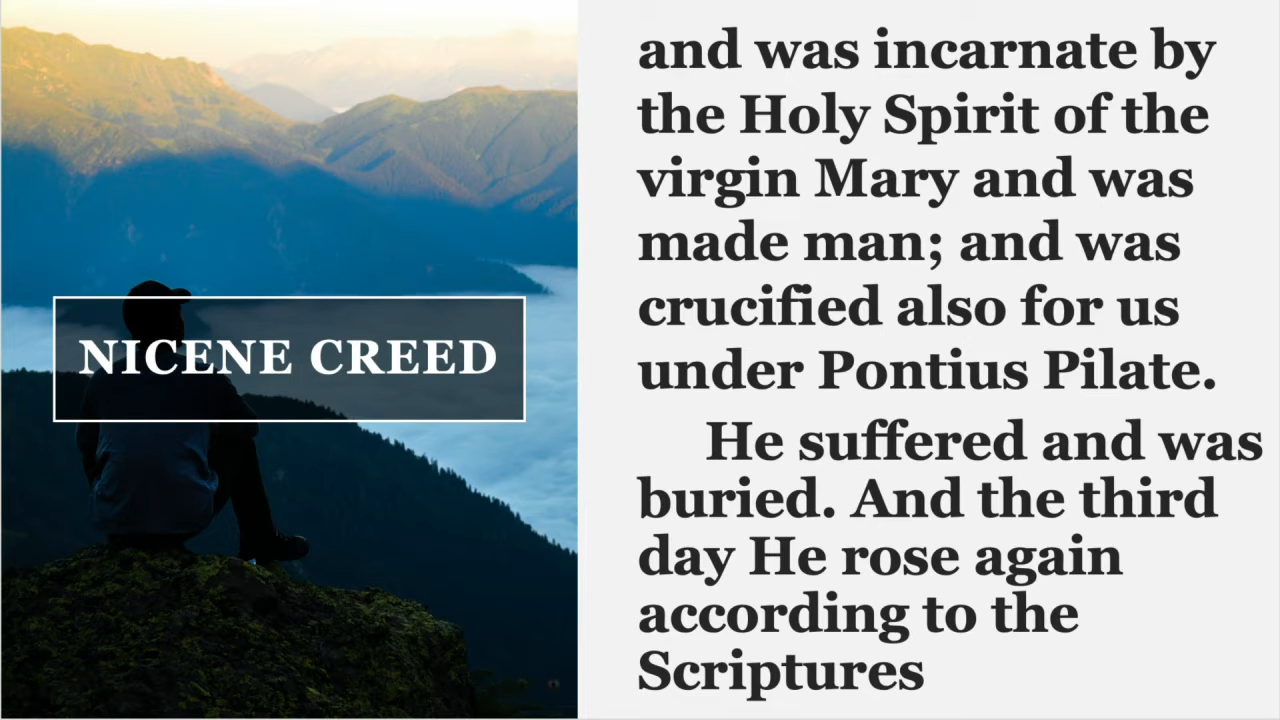 NICENE CREED
and was incarnate by
the Holy Spirit of the
virgin Mary and was
made man; and was
crucified also for us
under Pontius Pilate.
He suffered and was
buried. And the third
day He rose again
according to the
Scriptures